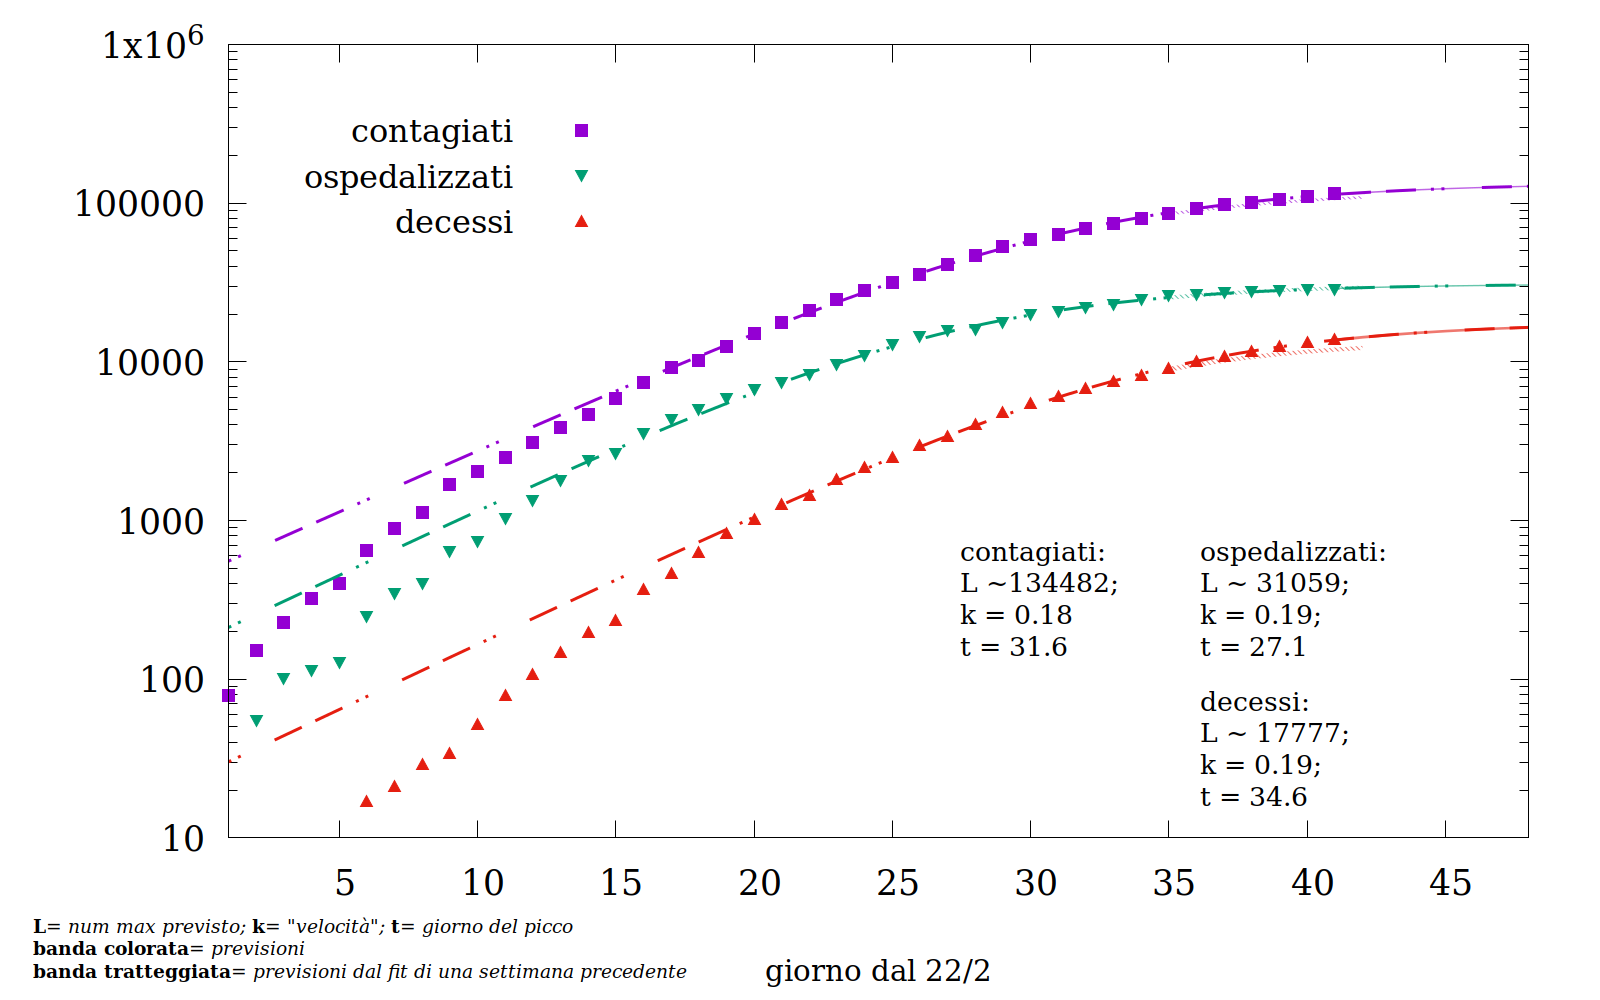 1x10⁶
100000
10000
1000
100
10
contagiati
ospedalizzati
decessi
contagiati:
L ~134482;
k = 0.18
t = 31.6
ospedalizzati:
L ~ 31059;
k = 0.19;
t = 27.1
decessi:
L ~ 17777;
k = 0.19;
t = 34.6
5 10 15 20 25 30 35 40 45
L= num max previsto; k= "velocità"; t= giorno del picco
banda colorata= previsioni
banda tratteggiata= previsioni dal fit di una settimana precedente
giorno dal 22/2